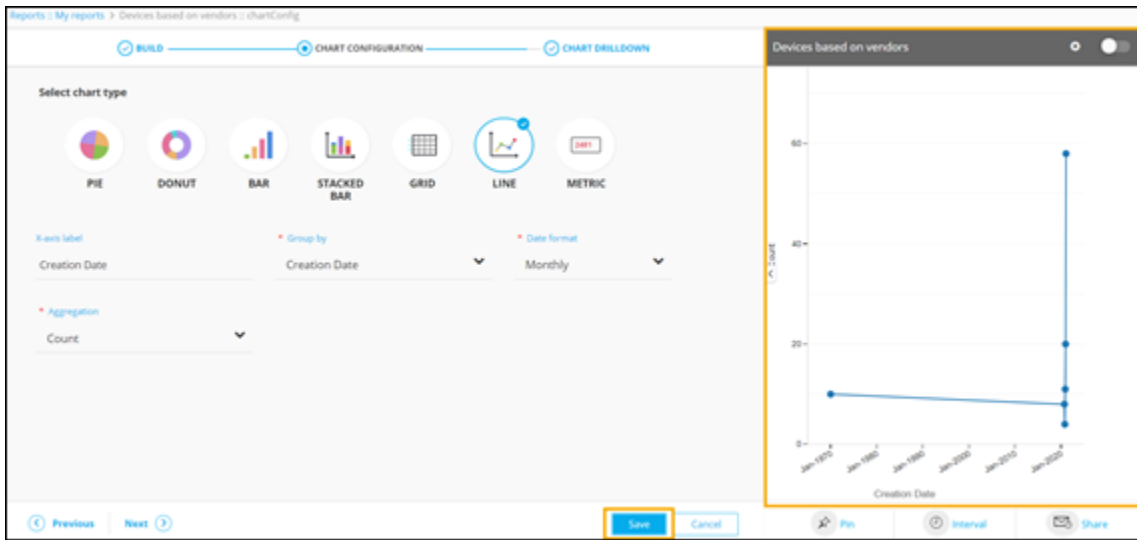 Reports :: My reports > Devices based on vendors :: chartConfig
BUILD
CHART CONFIGURATION
CHART DRILLDOWN
Select chart type
PIE
DONUT
BAR
STACKED
BAR
GRID
LINE
2401
METRIC
X-axis label
* Group by
* Date format
Creation Date
Creation Date
Monthly
* Aggregation
Count
Previous
Next
Save
Cancel
Devices based on vendors
60
40
20
0
Count
Jan-1970
Jan-1980
Jan-1990
Jan-2000
Jan-2010
Jan-2020
Creation Date
Pin
Interval
Share